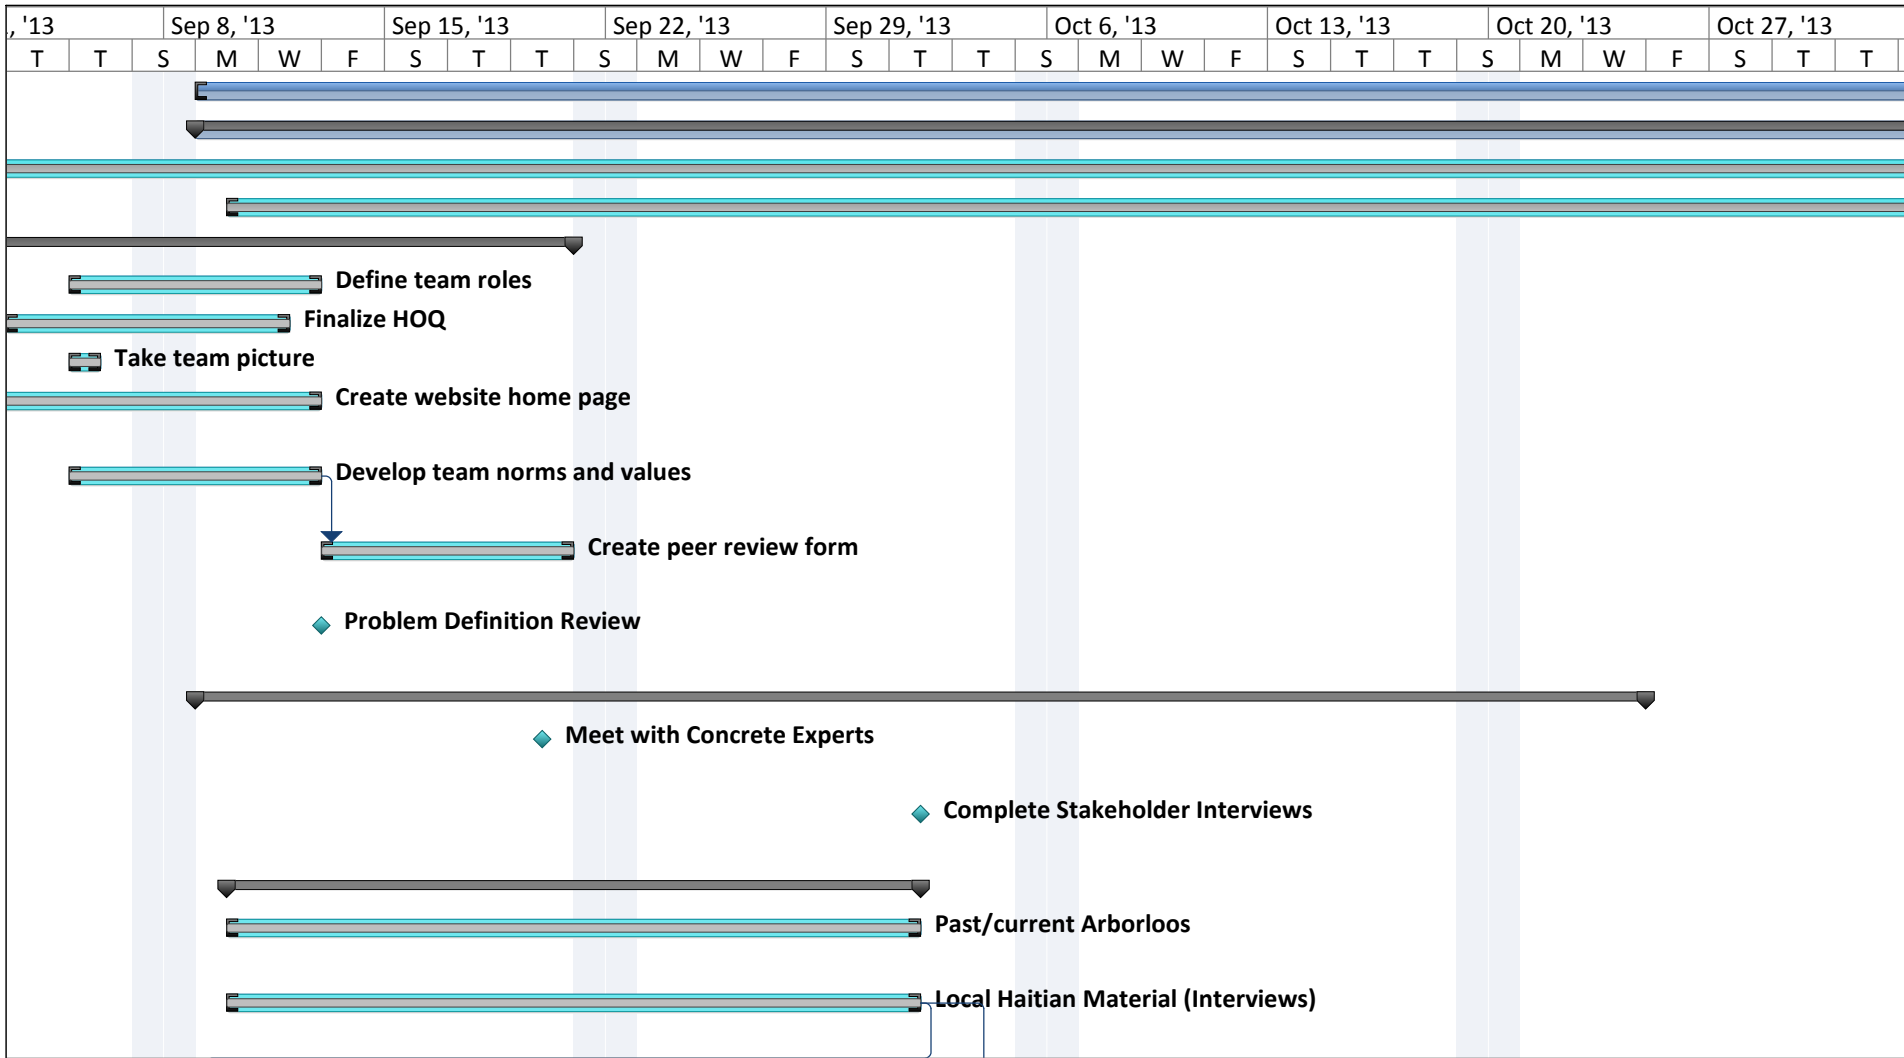 , '13 Sep 8, '13 Sep 15, '13 Sep 22, '13 Sep 29, '13 Oct 6, '13 Oct 13, '13 Oct 20, '13 Oct 27, '13
T T S M W F S T T S M W F S T T S M W F S T T S M W F S T T
Define team roles
Finalize HOQ
Take team picture
Create website home page
Develop team norms and values
Create peer review form
Problem Definition Review
Meet with Concrete Experts
Complete Stakeholder Interviews
Past/current Arborloos
Local Haitian Material (Interviews)